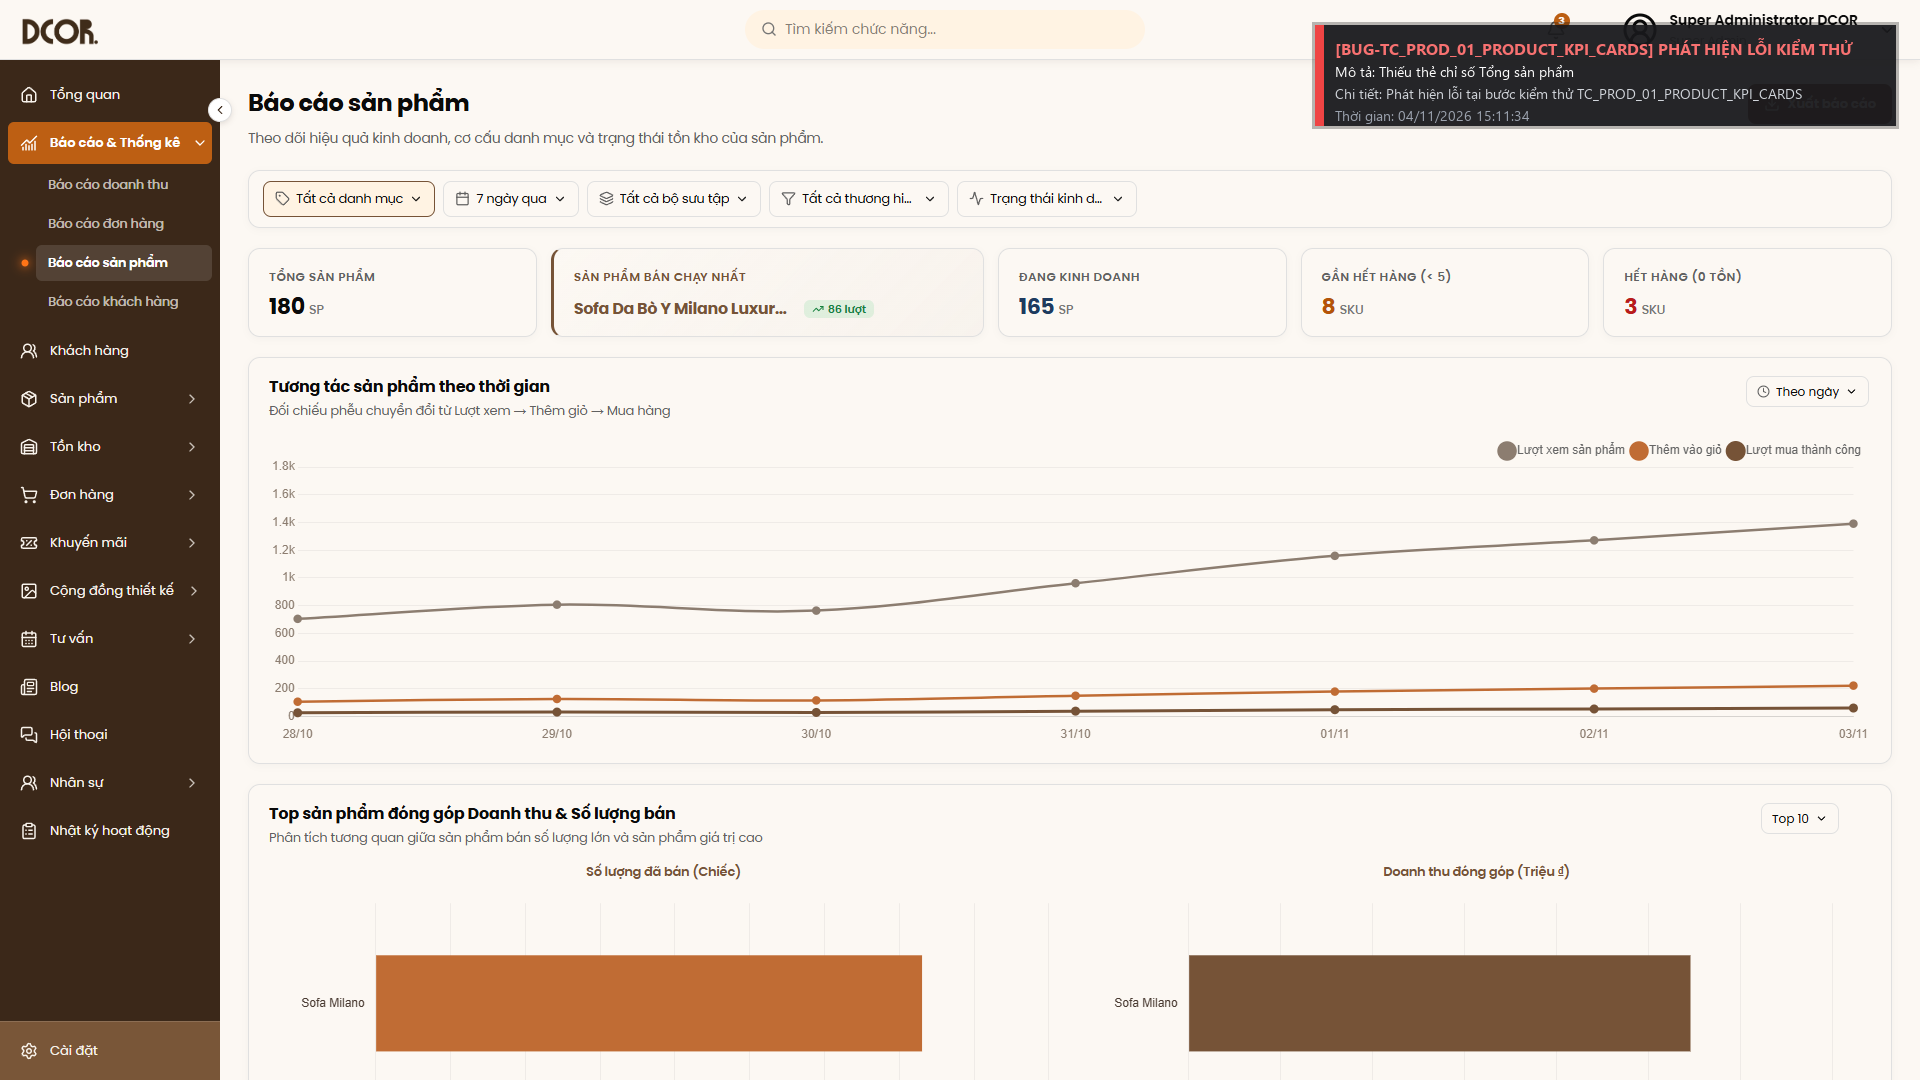 DCOR.
Tìm kiếm chức năng...
3
Super Administrator DCOR
[BUG-TC_PROD_01_PRODUCT_KPI_CARDS] PHÁT HIỆN LỖI KIỂM THỬ
Mô tả: Thiếu thẻ chỉ số Tổng sản phẩm
Chi tiết: Phát hiện lỗi tại bước kiểm thử TC_PROD_01_PRODUCT_KPI_CARDS
Thời gian: 04/11/2026 15:11:34
Xuất báo cáo
Tổng quan
Báo cáo & Thống kê
Báo cáo doanh thu
Báo cáo đơn hàng
Báo cáo sản phẩm
Báo cáo khách hàng
Khách hàng
Sản phẩm
Tồn kho
Đơn hàng
Khuyến mãi
Cộng đồng thiết kế
Tư vấn
Blog
Hội thoại
Nhân sự
Nhật ký hoạt động
Cài đặt
Báo cáo sản phẩm
Theo dõi hiệu quả kinh doanh, cơ cấu danh mục và trạng thái tồn kho của sản phẩm.
Tất cả danh mục
7 ngày qua
Tất cả bộ sưu tập
Tất cả thương hi...
Trạng thái kinh d...
TỔNG SẢN PHẨM
180 SP
SẢN PHẨM BÁN CHẠY NHẤT
Sofa Da Bò Ý Milano Luxur...
86 lượt
ĐANG KINH DOANH
165 SP
GẦN HẾT HÀNG (< 5)
8 SKU
HẾT HÀNG (0 TỒN)
3 SKU
Tương tác sản phẩm theo thời gian
Đối chiếu phễu chuyển đổi từ Lượt xem → Thêm giỏ → Mua hàng
Theo ngày
Lượt xem sản phẩm
Thêm vào giỏ
Lượt mua thành công
1.8k
1.6k
1.4k
1.2k
1k
800
600
400
200
0
28/10
29/10
30/10
31/10
01/11
02/11
03/11
Top sản phẩm đóng góp Doanh thu & Số lượng bán
Phân tích tương quan giữa sản phẩm bán số lượng lớn và sản phẩm giá trị cao
Top 10
Số lượng đã bán (Chiếc)
Doanh thu đóng góp (Triệu ₫)
Sofa Milano
Sofa Milano